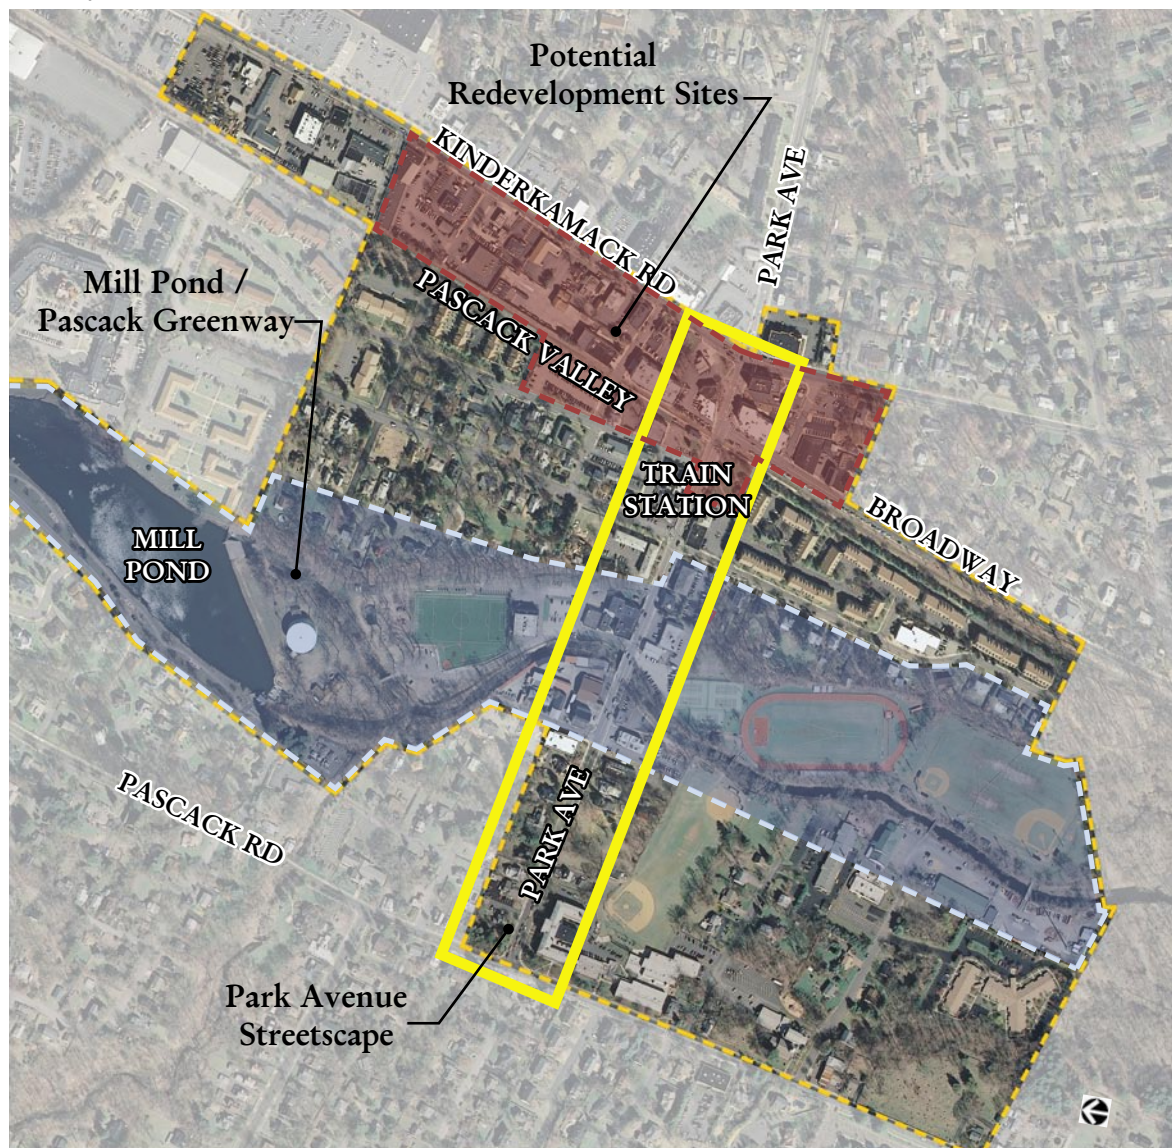 Potential
Redevelopment Sites
KINDERKAMACK RD
PARK AVE
Mill Pond /
Pascack Greenway
PASCACK VALLEY
TRAIN
STATION
BROADWAY
MILL
POND
PASCACK RD
PARK AVE
Park Avenue
Streetscape